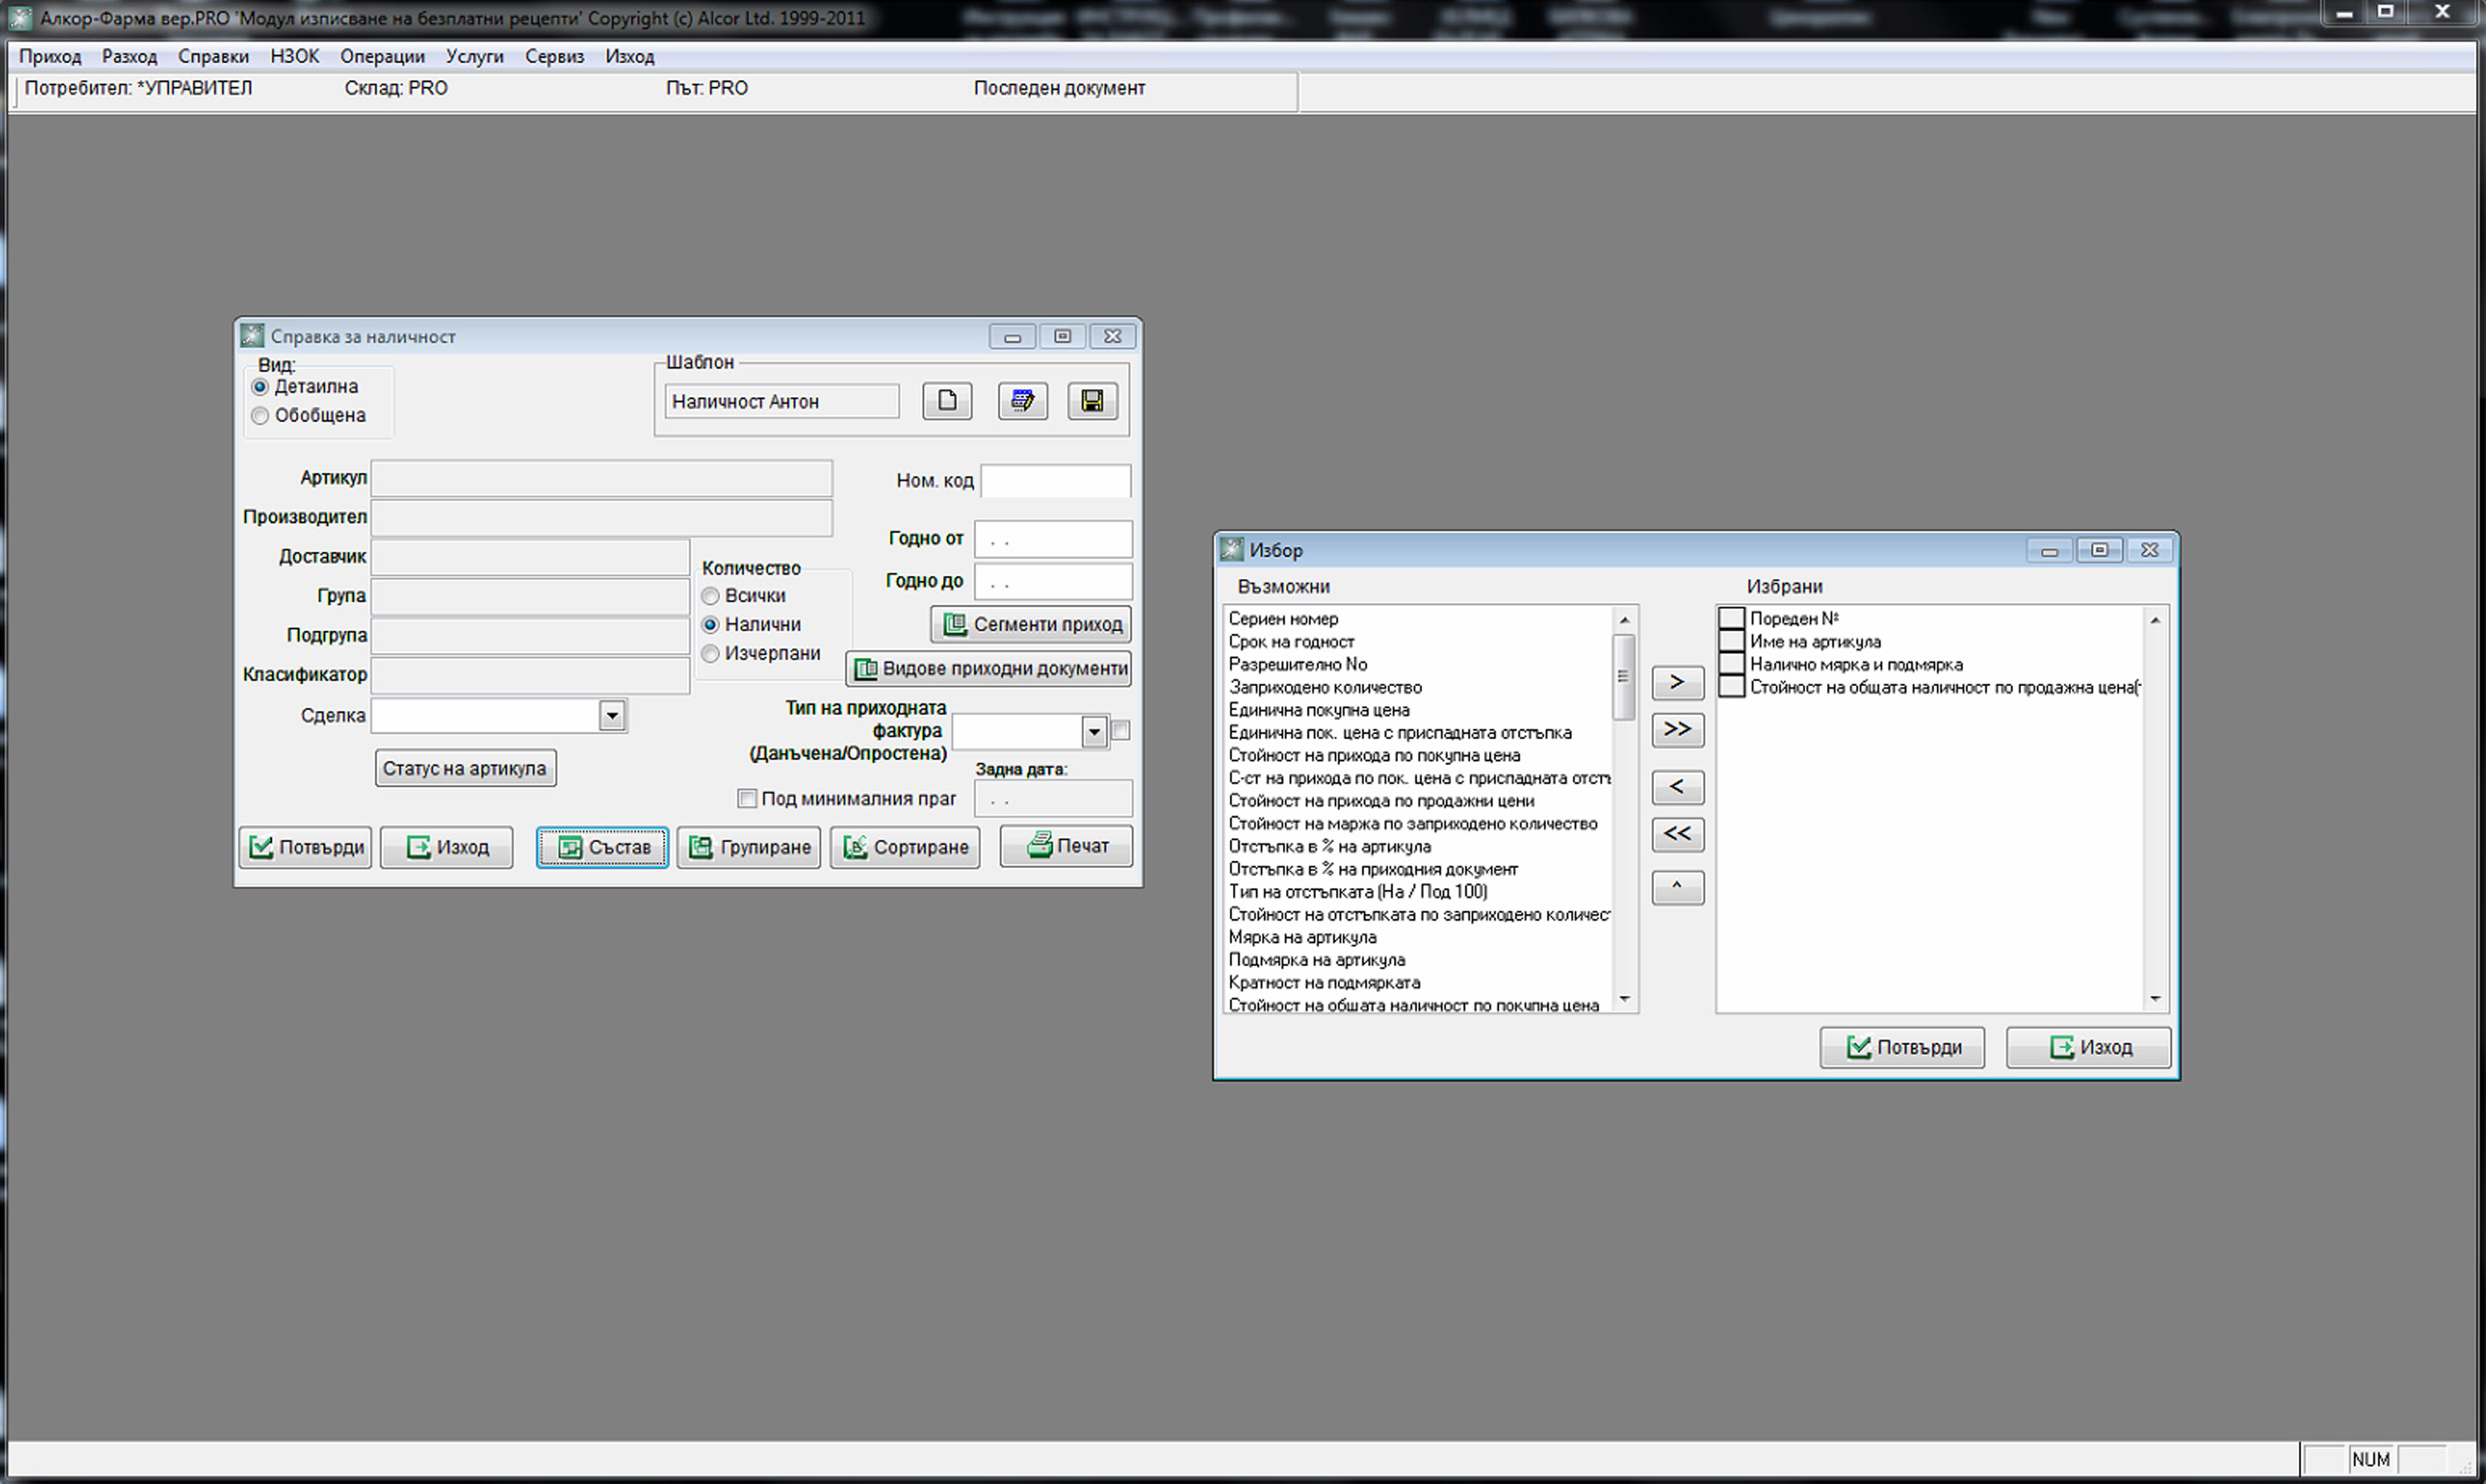 Алкор-Фарма вер.PRO 'Модул изписване на безплатни рецепти' Copyright (c) Alcor Ltd. 1999-2011
Приход Разход Справки НЗОК Операции Услуги Сервиз Изход
Потребител: *УПРАВИТЕЛ Склад: PRO Път: PRO Последен документ
Справка за наличност
Вид:
Детаилна
Обобщена
Шаблон
Наличност Антон
Артикул
Производител
Доставчик
Група
Подгрупа
Класификатор
Сделка
Статус на артикула
Количество
Всички
Налични
Изчерпани
Ном. код
Годно от . .
Годно до . .
Сегменти приход
Видове приходни документи
Тип на приходната
фактура
(Данъчена/Опростена)
Задна дата:
Под минималния праг . .
Потвърди Изход Състав Групиране Сортиране Печат
Избор
Възможни
Сериен номер
Срок на годност
Разрешително No
Заприходено количество
Единична покупна цена
Единична пок. цена с приспадната отстъпка
Стойност на прихода по покупна цена
С-ст на прихода по пок. цена с приспадната отстъ
Стойност на прихода по продажни цени
Стойност на маржа по заприходено количество
Отстъпка в % на артикула
Отстъпка в % на приходния документ
Тип на отстъпката (На / Под 100)
Стойност на отстъпката по заприходено количес
Мярка на артикула
Подмярка на артикула
Кратност на подмярката
Стойност на общата наличност по покупна цена
>
>>
<
<<
^
Избрани
Пореден №
Име на артикула
Налично мярка и подмярка
Стойност на общата наличност по продажна цена(
Потвърди Изход
NUM